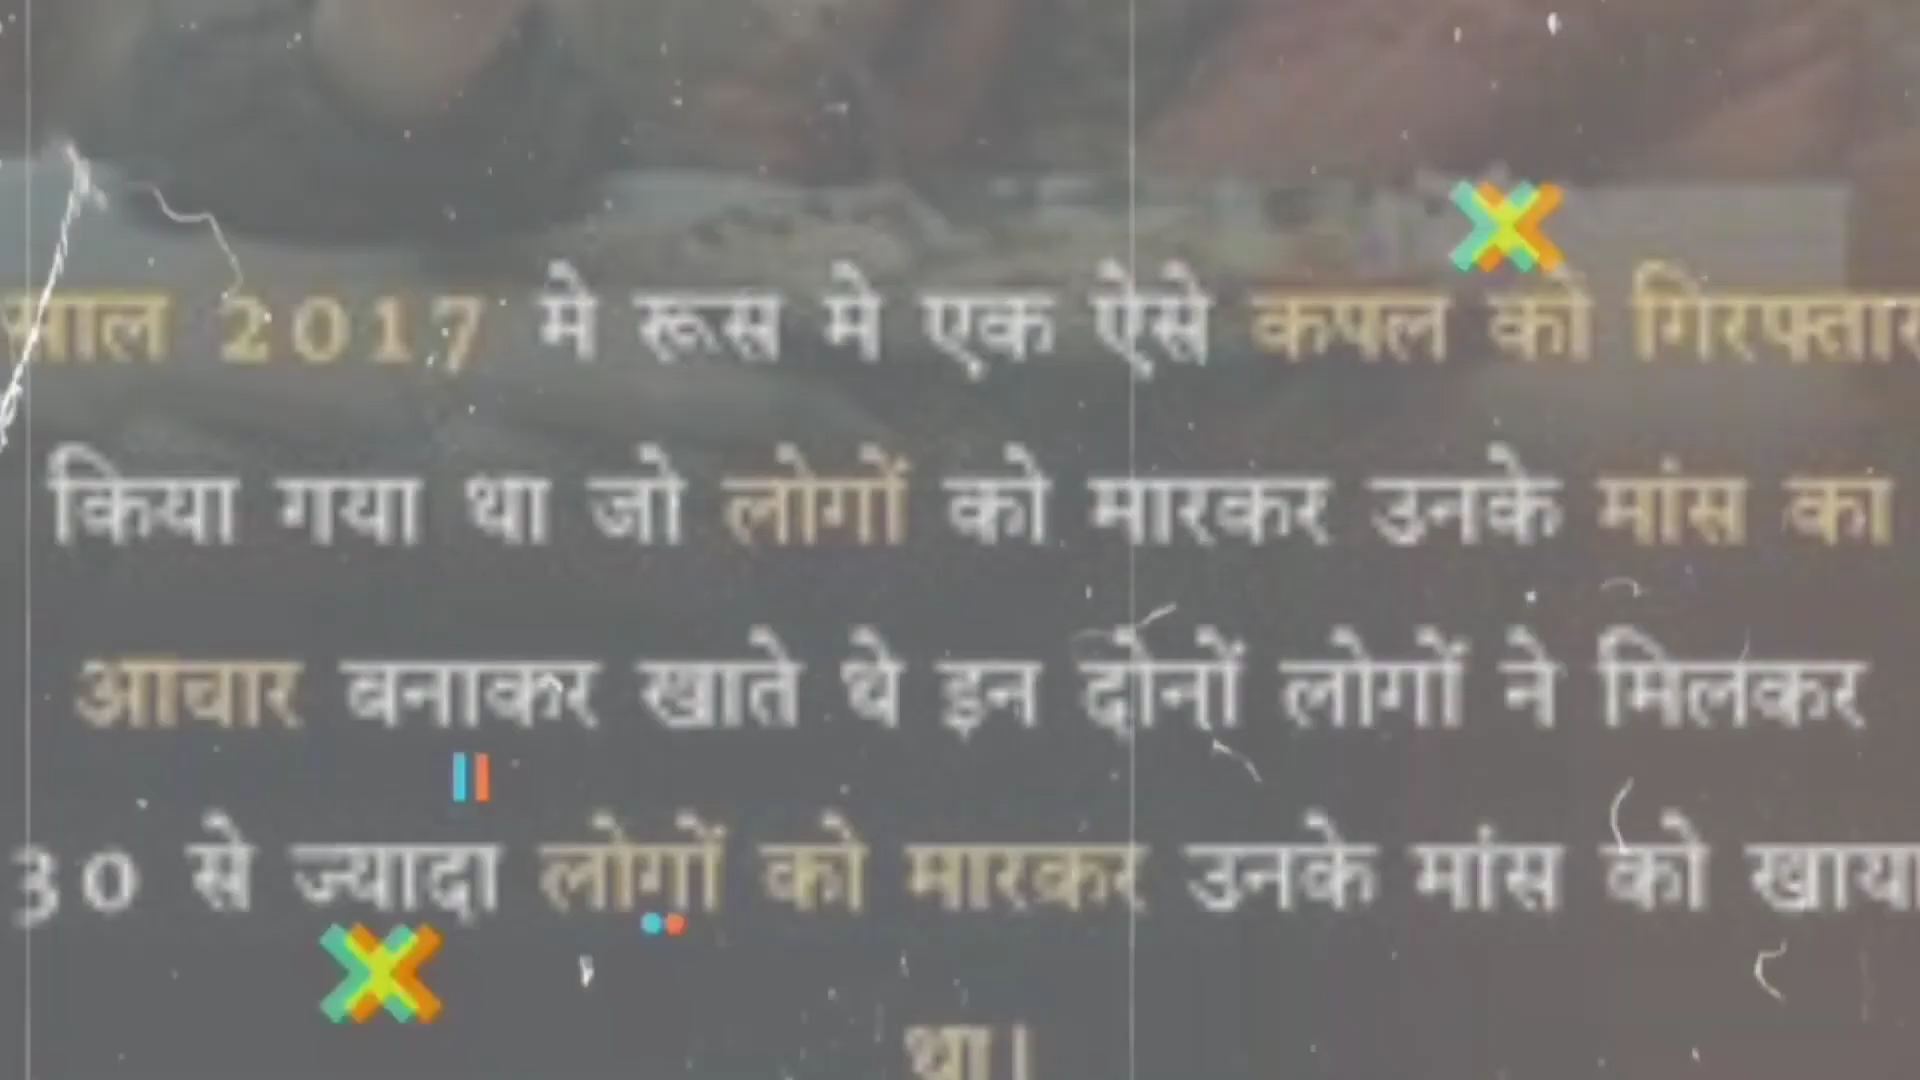 साल 2017 मे रूस मे एक ऐसे कपल को गिरफ्तार
किया गया था जो लोगों को मारकर उनके मांस का
आचार बनाकर खाते थे इन दोनों लोगों ने मिलकर
30 से ज्यादा लोगों को मारकर उनके मांस को खाया
था।